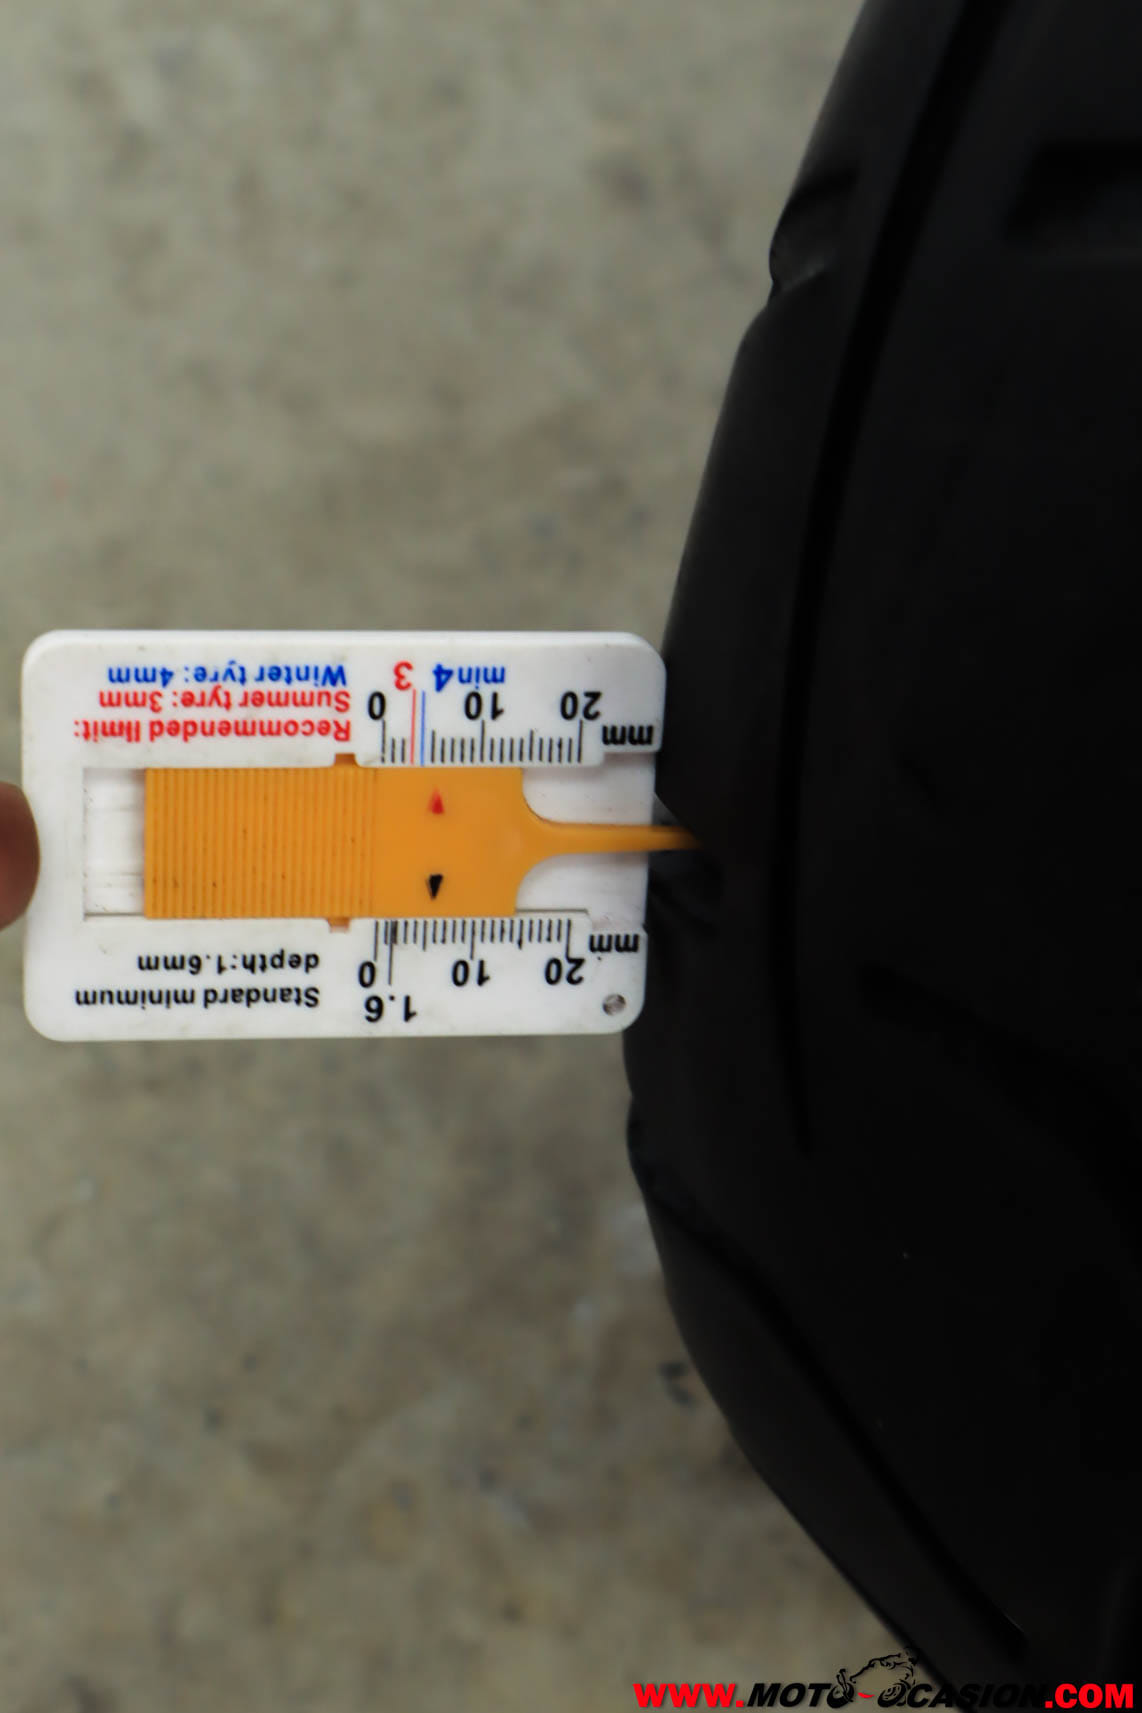 Standard minimum
depth:1.6mm
1.6
0 10 20
mm
mm
0 10 20
3 min4
Recommended limit:
Summer tyre: 3mm
Winter tyre: 4mm
WWW.MOTO-OCASION.COM